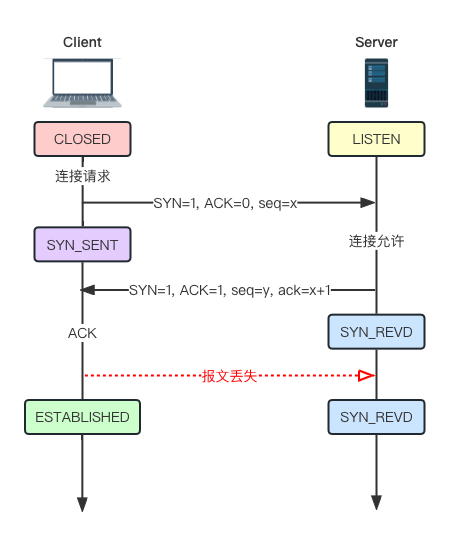 Client
Server
CLOSED
LISTEN
连接请求
SYN=1, ACK=0, seq=x
SYN_SENT
连接允许
SYN=1, ACK=1, seq=y, ack=x+1
SYN_REVD
ACK
报文丢失
ESTABLISHED
SYN_REVD